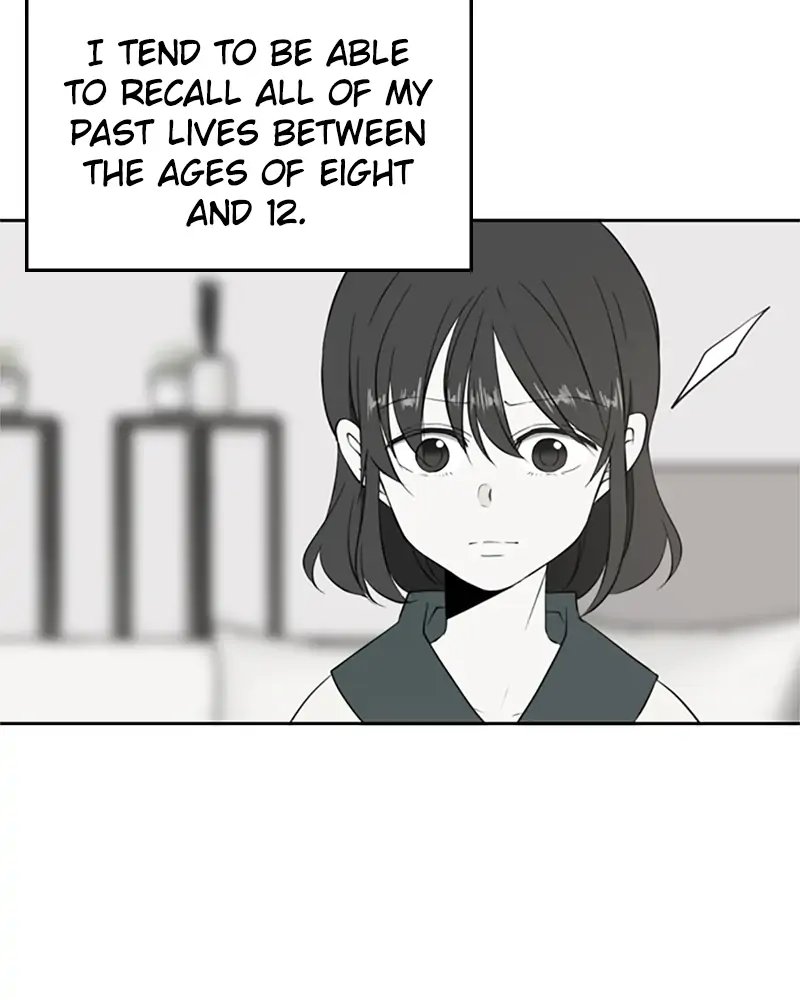 I TEND TO BE ABLE
TO RECALL ALL OF MY
PAST LIVES BETWEEN
THE AGES OF EIGHT
AND 12.